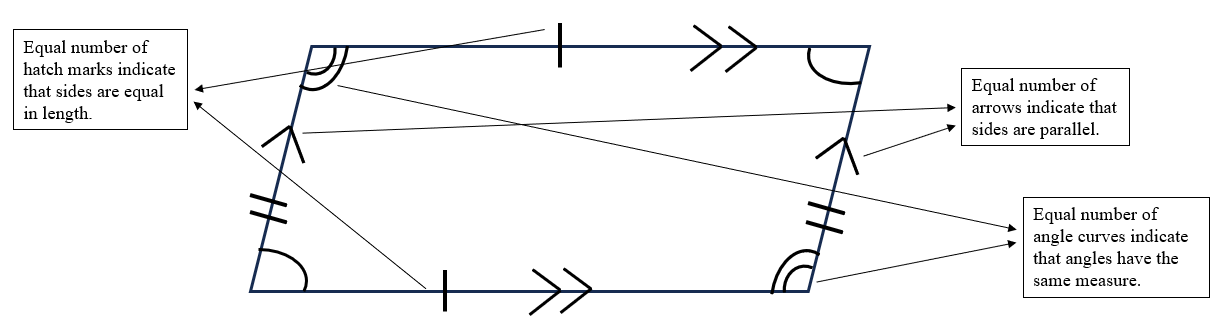 Equal number of
hatch marks indicate
that sides are equal
in length.
Equal number of
arrows indicate that
sides are parallel.
Equal number of
angle curves indicate
that angles have the
same measure.